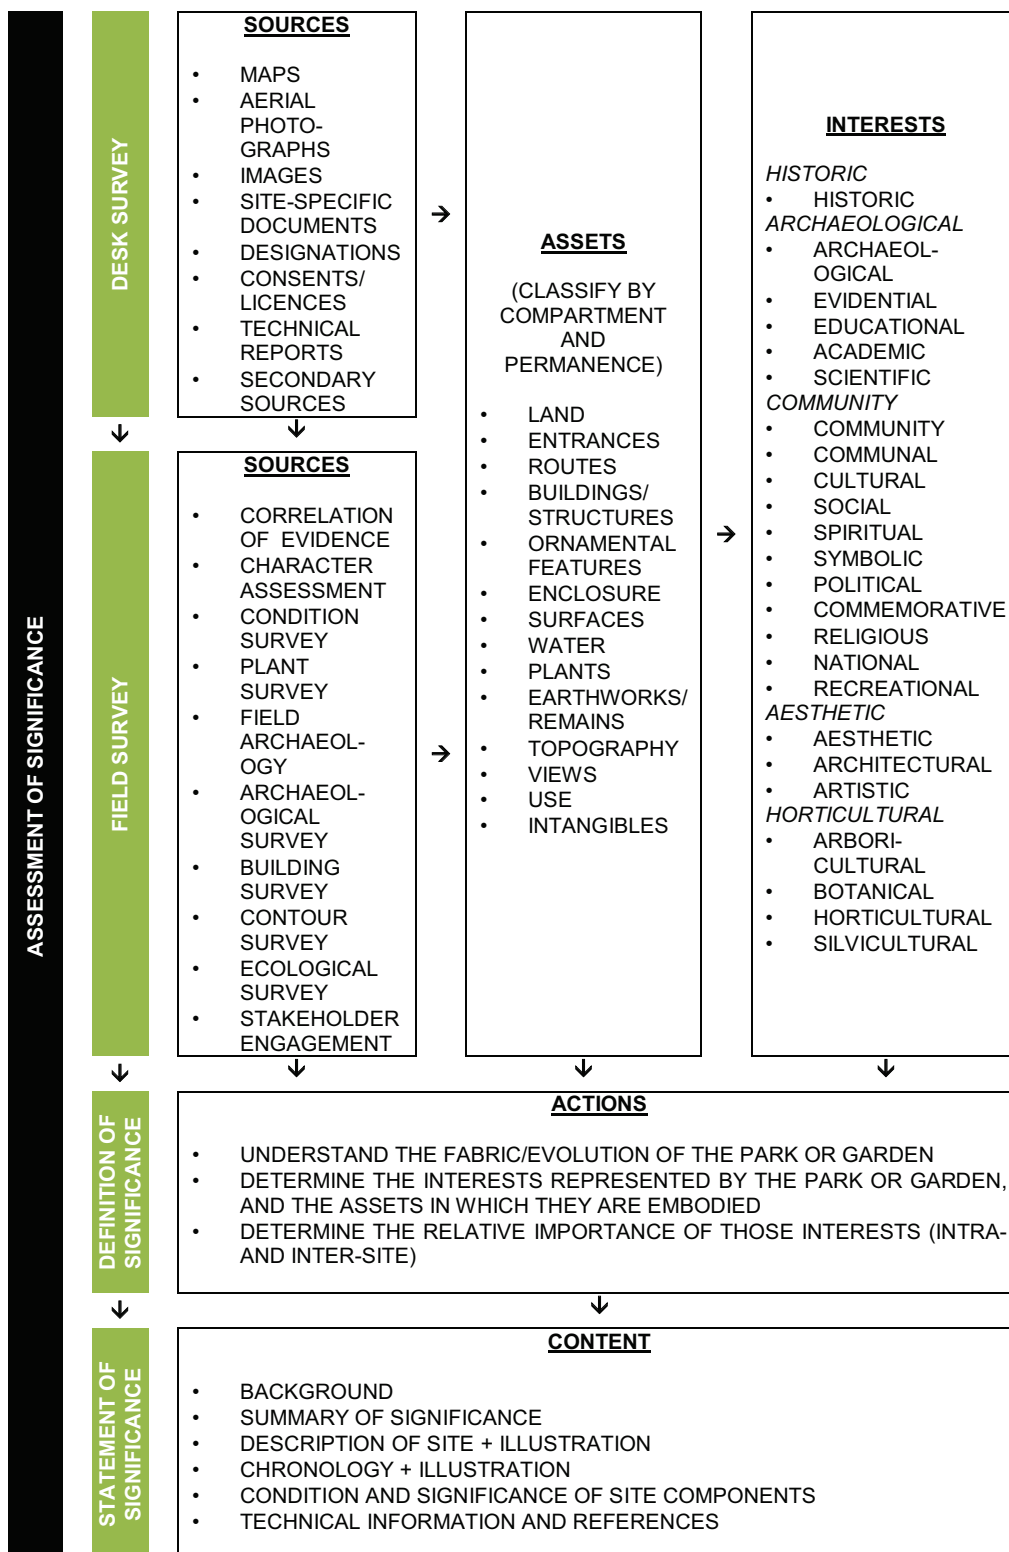 ASSESSMENT OF SIGNIFICANCE
DESK SURVEY
SOURCES
• MAPS
• AERIAL
PHOTO-
GRAPHS
• IMAGES
• SITE-SPECIFIC
DOCUMENTS
• DESIGNATIONS
• CONSENTS/
LICENCES
• TECHNICAL
REPORTS
• SECONDARY
SOURCES
FIELD SURVEY
SOURCES
• CORRELATION
OF EVIDENCE
• CHARACTER
ASSESSMENT
• CONDITION
SURVEY
• PLANT
SURVEY
• FIELD
ARCHAEOL-
OGY
• ARCHAEOL-
OGICAL
SURVEY
• BUILDING
SURVEY
• CONTOUR
SURVEY
• ECOLOGICAL
SURVEY
• STAKEHOLDER
ENGAGEMENT
ASSETS
(CLASSIFY BY
COMPARTMENT
AND
PERMANENCE)
• LAND
• ENTRANCES
• ROUTES
• BUILDINGS/
STRUCTURES
• ORNAMENTAL
FEATURES
• ENCLOSURE
• SURFACES
• WATER
• PLANTS
• EARTHWORKS/
REMAINS
• TOPOGRAPHY
• VIEWS
• USE
• INTANGIBLES
INTERESTS
HISTORIC
• HISTORIC
ARCHAEOLOGICAL
• ARCHAEOL-
OGICAL
• EVIDENTIAL
• EDUCATIONAL
• ACADEMIC
• SCIENTIFIC
COMMUNITY
• COMMUNITY
• COMMUNAL
• CULTURAL
• SOCIAL
• SPIRITUAL
• SYMBOLIC
• POLITICAL
• COMMEMORATIVE
• RELIGIOUS
• NATIONAL
• RECREATIONAL
AESTHETIC
• AESTHETIC
• ARCHITECTURAL
• ARTISTIC
HORTICULTURAL
• ARBORI-
CULTURAL
• BOTANICAL
• HORTICULTURAL
• SILVICULTURAL
DEFINITION OF
SIGNIFICANCE
ACTIONS
• UNDERSTAND THE FABRIC/EVOLUTION OF THE PARK OR GARDEN
• DETERMINE THE INTERESTS REPRESENTED BY THE PARK OR GARDEN,
AND THE ASSETS IN WHICH THEY ARE EMBODIED
• DETERMINE THE RELATIVE IMPORTANCE OF THOSE INTERESTS (INTRA-
AND INTER-SITE)
STATEMENT OF
SIGNIFICANCE
CONTENT
• BACKGROUND
• SUMMARY OF SIGNIFICANCE
• DESCRIPTION OF SITE + ILLUSTRATION
• CHRONOLOGY + ILLUSTRATION
• CONDITION AND SIGNIFICANCE OF SITE COMPONENTS
• TECHNICAL INFORMATION AND REFERENCES